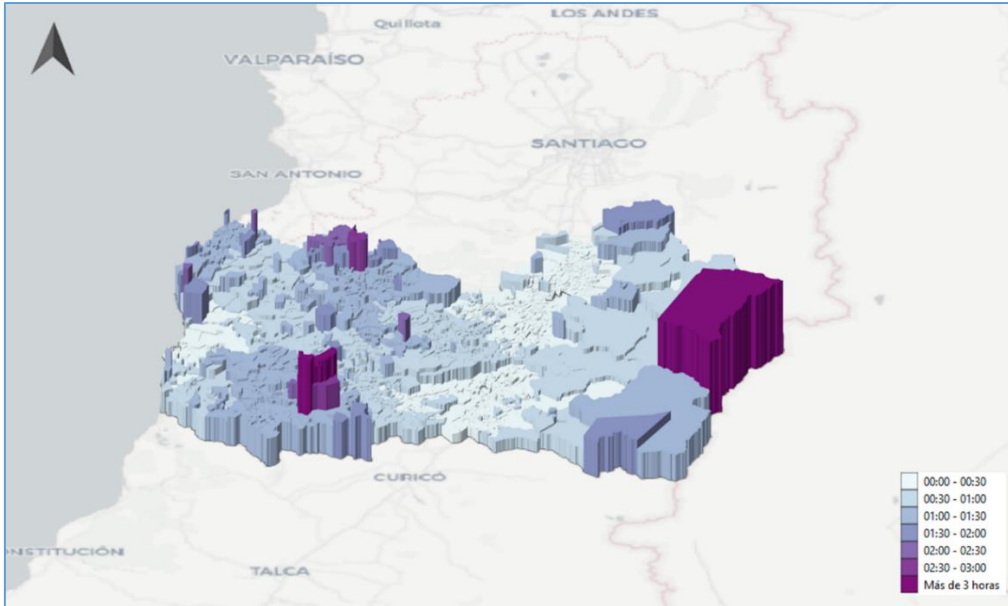 LOS ANDES
Quillota
VALPARAÍSO
SANTIAGO
SAN ANTONIO
CURICÓ
NSTITUCIÓN
TALCA
00:00 - 00:30
00:30 - 01:00
01:00 - 01:30
01:30 - 02:00
02:00 - 02:30
02:30 - 03:00
Más de 3 horas